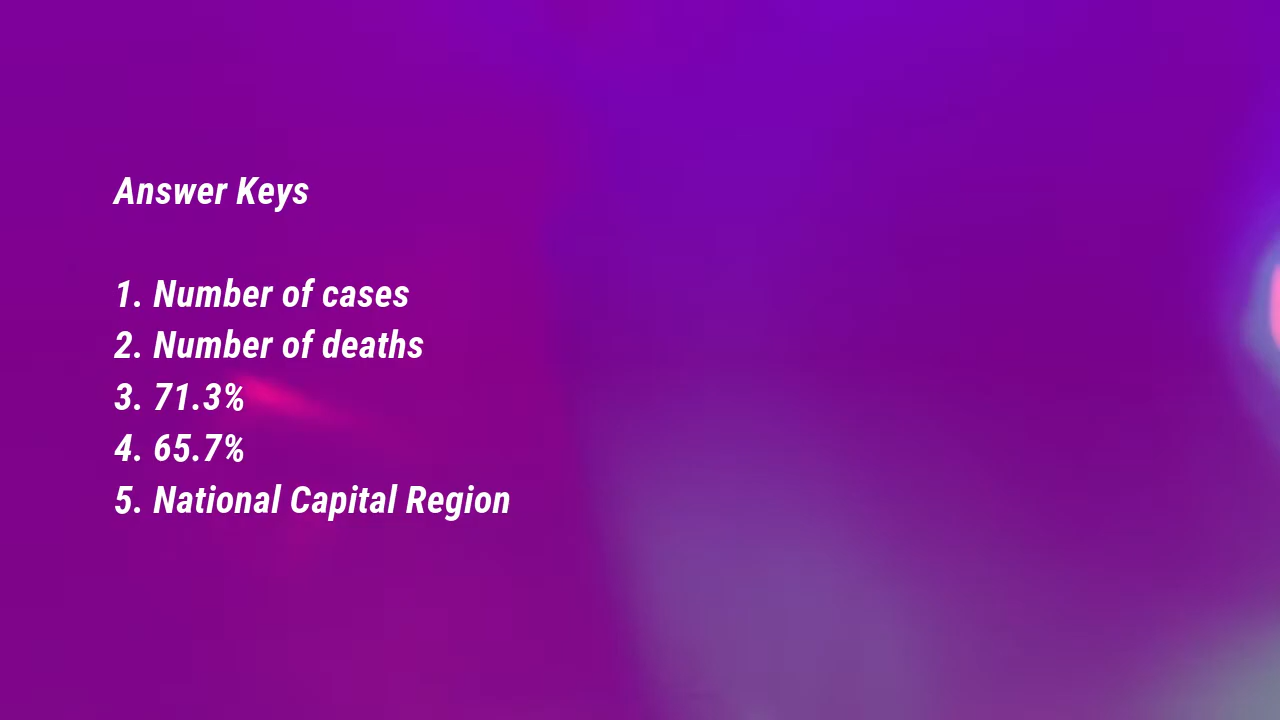 Answer Keys
1. Number of cases
2. Number of deaths
3. 71.3%
4. 65.7%
5. National Capital Region